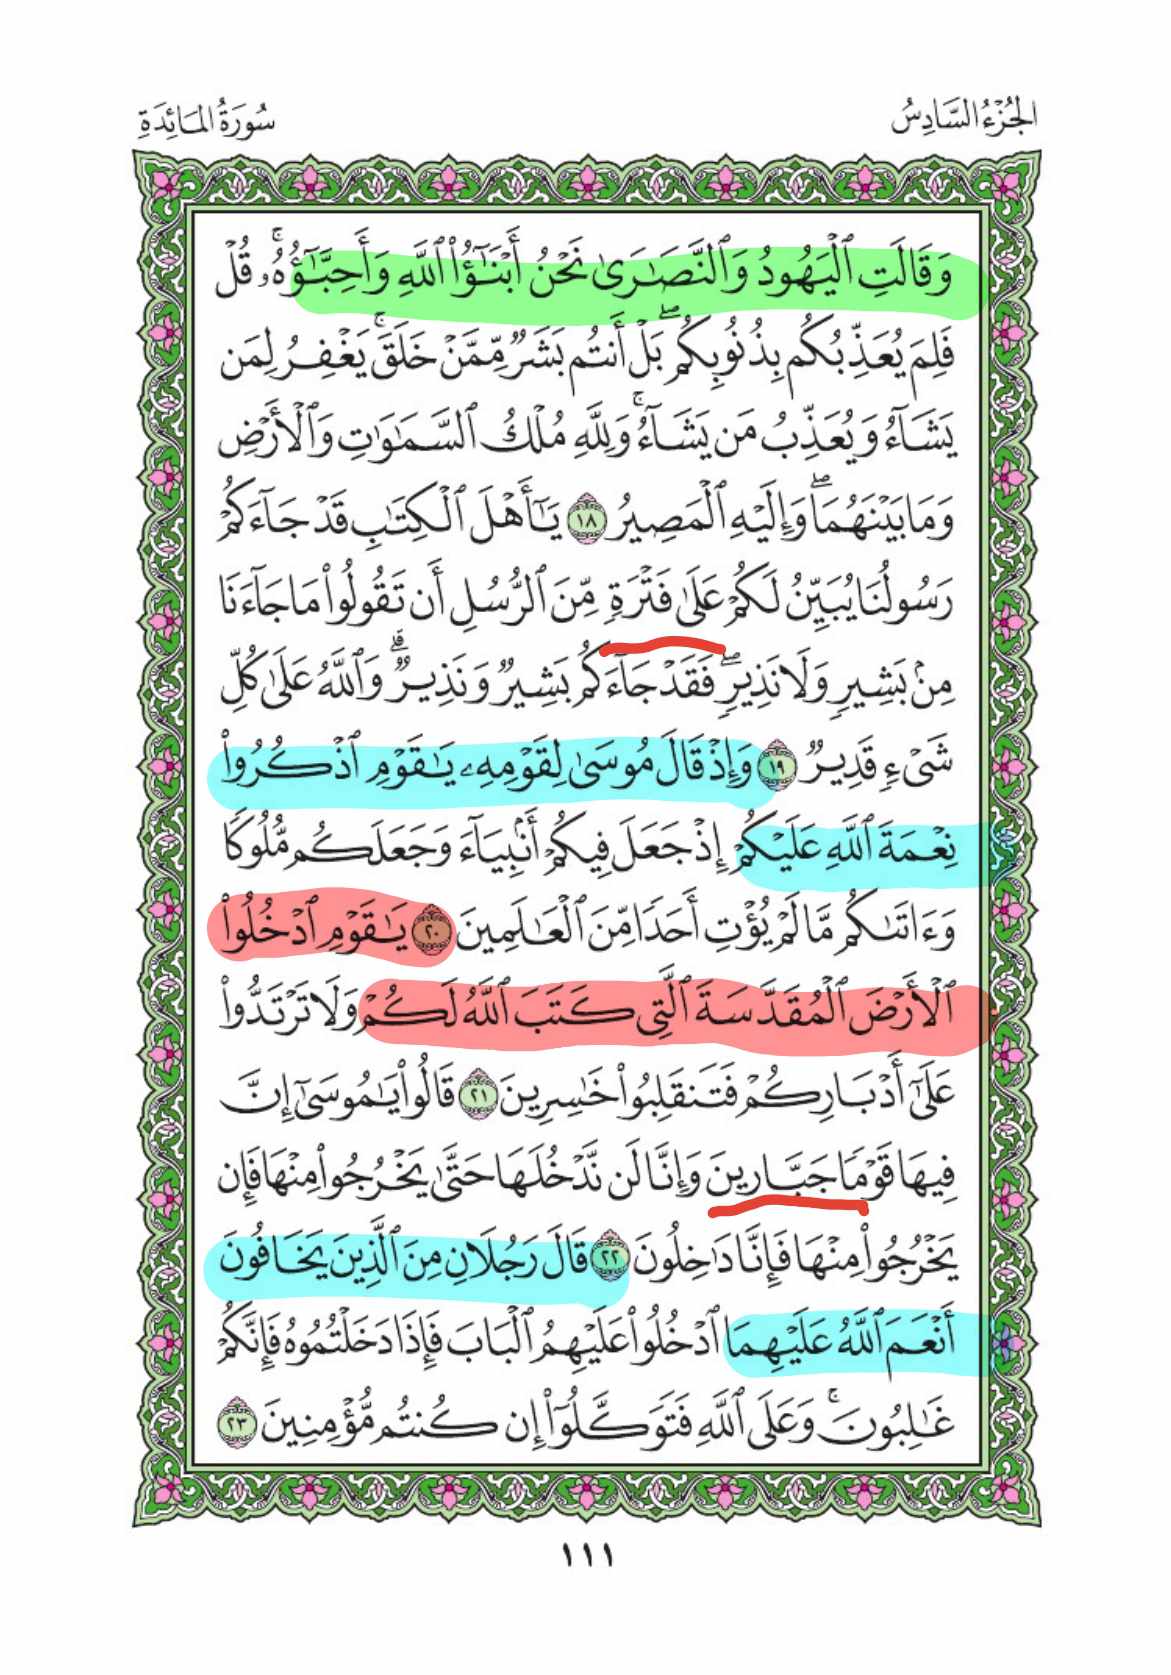 الجُزْءُ السَّادِسُ
سُورَةُ المَائِدَةِ
وَقَالَتِ ٱلۡيَهُودُ وَٱلنَّصَٰرَىٰ نَحۡنُ أَبۡنَٰٓؤُاْ ٱللَّهِ وَأَحِبَّٰٓؤُهُۥۚ قُلۡ
فَلِمَ يُعَذِّبُكُم بِذُنُوبِكُمۖ بَلۡ أَنتُم بَشَرٞ مِّمَّنۡ خَلَقَۚ يَغۡفِرُ لِمَن
يَشَآءُ وَيُعَذِّبُ مَن يَشَآءُۚ وَلِلَّهِ مُلۡكُ ٱلسَّمَٰوَٰتِ وَٱلۡأَرۡضِ
وَمَا بَيۡنَهُمَاۖ وَإِلَيۡهِ ٱلۡمَصِيرُ ١٨ يَٰٓأَهۡلَ ٱلۡكِتَٰبِ قَدۡ جَآءَكُمۡ
رَسُولُنَا يُبَيِّنُ لَكُمۡ عَلَىٰ فَتۡرَةٖ مِّنَ ٱلرُّسُلِ أَن تَقُولُواْ مَا جَآءَنَا
مِنۢ بَشِيرٖ وَلَا نَذِيرٖۖ فَقَدۡ جَآءَكُم بَشِيرٞ وَنَذِيرٞۗ وَٱللَّهُ عَلَىٰ كُلِّ
شَيۡءٖ قَدِيرٞ ١٩ وَإِذۡ قَالَ مُوسَىٰ لِقَوۡمِهِۦ يَٰقَوۡمِ ٱذۡكُرُواْ
نِعۡمَةَ ٱللَّهِ عَلَيۡكُمۡ إِذۡ جَعَلَ فِيكُمۡ أَنۢبِيَآءَ وَجَعَلَكُم مُّلُوكٗا
وَءَاتَىٰكُم مَّا لَمۡ يُؤۡتِ أَحَدٗا مِّنَ ٱلۡعَٰلَمِينَ ٢٠ يَٰقَوۡمِ ٱدۡخُلُواْ
ٱلۡأَرۡضَ ٱلۡمُقَدَّسَةَ ٱلَّتِي كَتَبَ ٱللَّهُ لَكُمۡ وَلَا تَرۡتَدُّواْ
عَلَىٰٓ أَدۡبَارِكُمۡ فَتَنقَلِبُواْ خَٰسِرِينَ ٢١ قَالُواْ يَٰمُوسَىٰٓ إِنَّ
فِيهَا قَوۡمٗا جَبَّارِينَ وَإِنَّا لَن نَّدۡخُلَهَا حَتَّىٰ يَخۡرُجُواْ مِنۡهَا فَإِن
يَخۡرُجُواْ مِنۡهَا فَإِنَّا دَٰخِلُونَ ٢٢ قَالَ رَجُلَانِ مِنَ ٱلَّذِينَ يَخَافُونَ
أَنۡعَمَ ٱللَّهُ عَلَيۡهِمَا ٱدۡخُلُواْ عَلَيۡهِمُ ٱلۡبَابَ فَإِذَا دَخَلۡتُمُوهُ فَإِنَّكُمۡ
غَٰلِبُونَۚ وَعَلَى ٱللَّهِ فَتَوَكَّلُوٓاْ إِن كُنتُم مُّؤۡمِنِينَ ٢٣
١١١